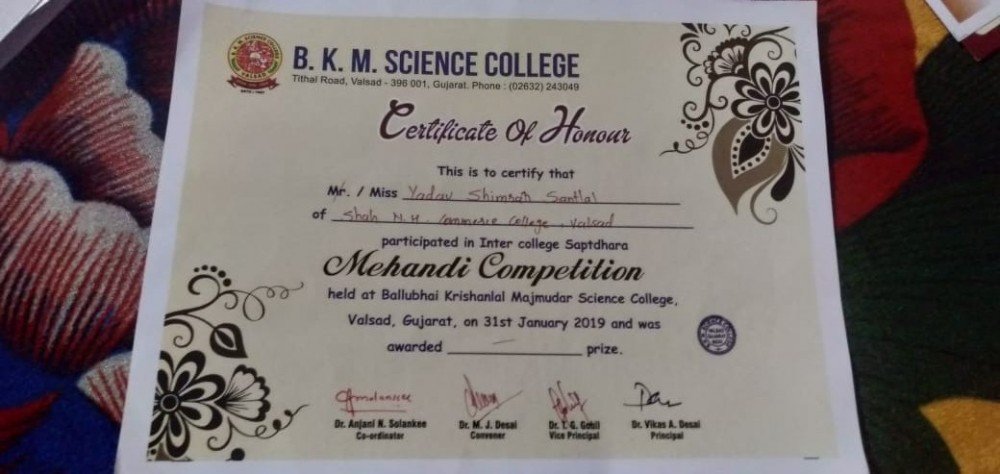 B. K. M. SCIENCE COLLEGE
Tithal Road, Valsad - 396 001, Gujarat. Phone : (02632) 243049
Certificate Of Honour
This is to certify that
Mr. / Miss Yadav Shimran Santlal
of Shah N.H. Commerce College, Valsad
participated in Inter college Saptdhara
Mehandi Competition
held at Ballubhai Krishanlal Majmudar Science College,
Valsad, Gujarat, on 31st January 2019 and was
awarded — prize.
Dr. Anjani N. Solankee Dr. M. J. Desai Dr. T. G. Gohil Dr. Vikas A. Desai
Co-ordinator Convener Vice Principal Principal